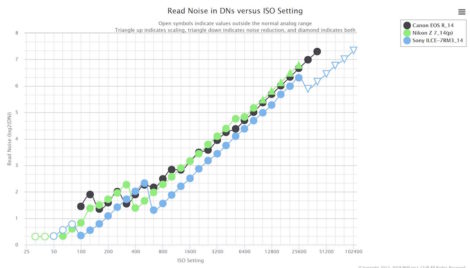 Read Noise in DNs versus ISO Setting
Open symbols indicate values outside the normal analog range
Triangle up indicates scaling, triangle down indicates noise reduction, and diamond indicates both
Canon EOS R_14
Nikon Z 7_14(p)
Sony ILCE-7RM3_14
Read Noise (log2DNs)
8
7
6
5
4
3
2
1
0
25
50
100
200
400
800
1600
3200
6400
12800
25600
51200
102400
ISO Setting